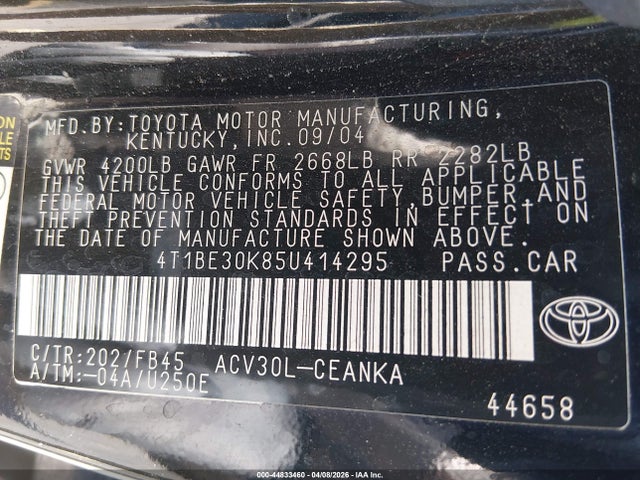 ON
LE
TS
MFD.BY:TOYOTA MOTOR MANUFACTURING,
KENTUCKY,INC.09/04
GVWR 4200LB GAWR FR 2668LB RR 2282LB
THIS VEHICLE CONFORMS TO ALL APPLICABLE
FEDERAL MOTOR VEHICLE SAFETY,BUMPER,AND
THEFT PREVENTION STANDARDS IN EFFECT ON
THE DATE OF MANUFACTURE SHOWN ABOVE.
4T1BE30K85U414295 PASS.CAR
C/TR:202/FB45 ACV30L-CEANKA
A/TM:-04A/U250E
44658
000-44833460 - 04/08/2026 - IAA Inc.